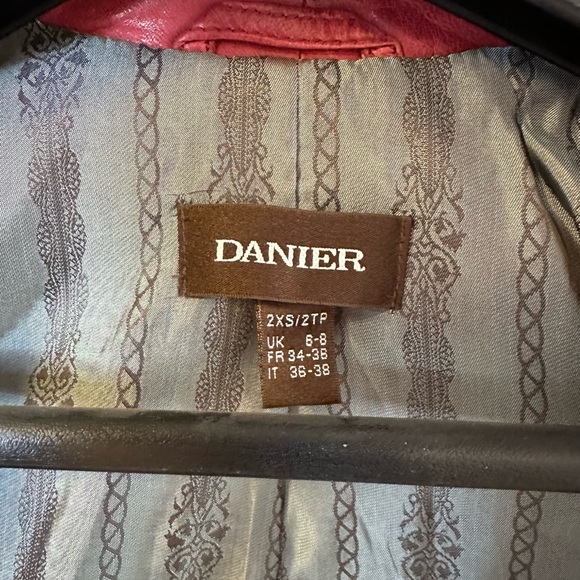 DANIER
2XS/2TP
UK 6-8
FR 34-36
IT 36-38